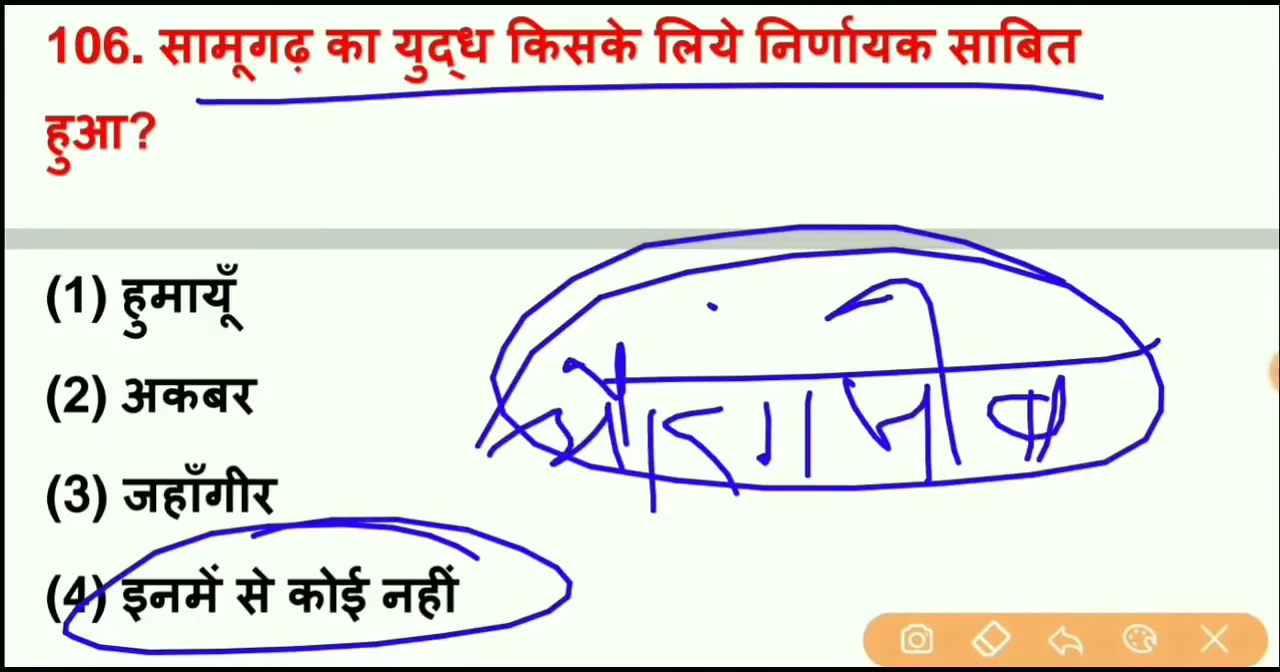 106. सामूगढ़ का युद्ध किसके लिये निर्णायक साबित
हुआ?
(1) हुमायूँ
औरंगजेब
(2) अकबर
(3) जहाँगीर
(4) इनमें से कोई नहीं